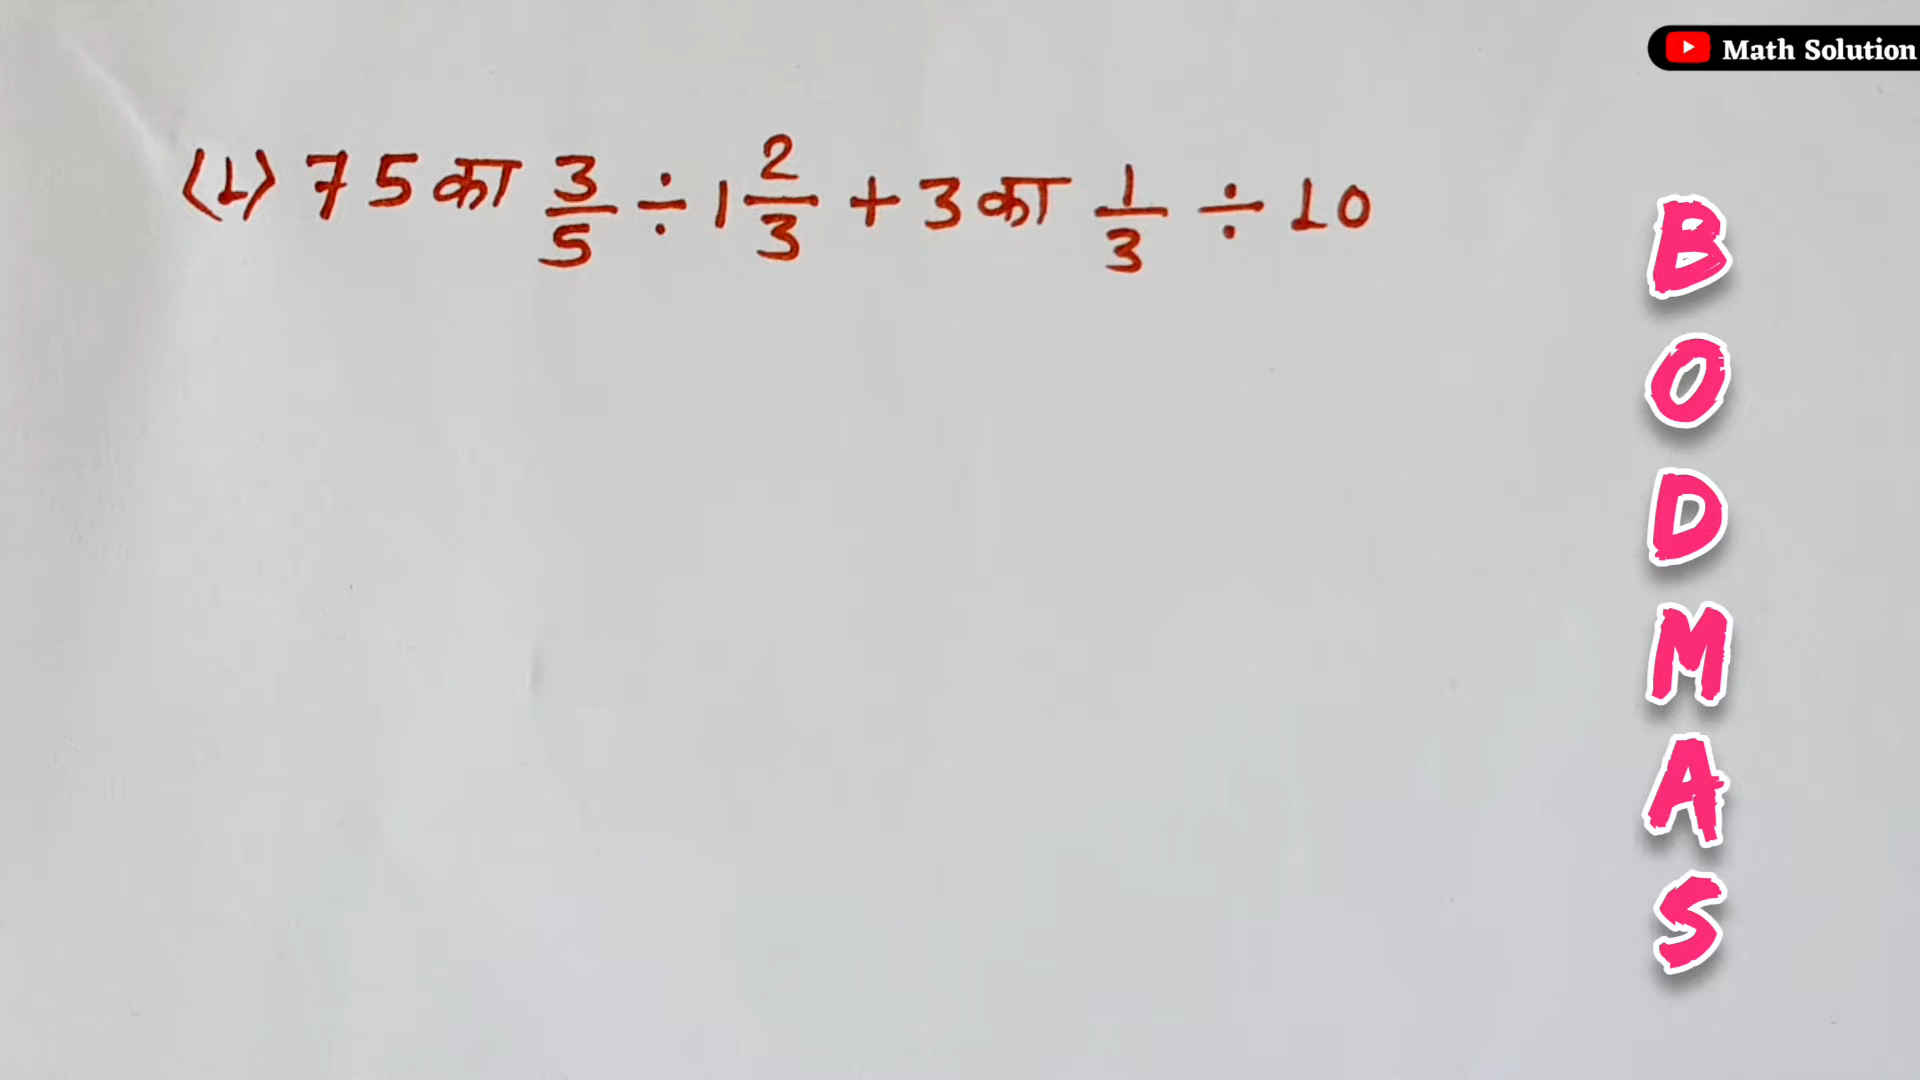 Math Solution
(1) 75 का 3/5 ÷ 1 2/3 + 3 का 1/3 ÷ 10
B
O
D
M
A
S